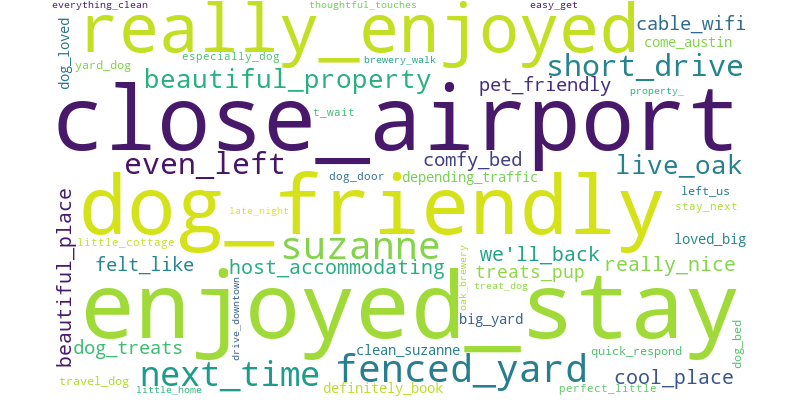 everything_clean
thoughtful_touches
easy_get
really_enjoyed
cable_wifi
dog_loved
come_austin
especially_dog
yard_dog
brewery_walk
short_drive
beautiful_property
pet_friendly
property_
close_airport
t_wait
even_left
comfy_bed
live_oak
dog_door
depending_traffic
left_us
dog_friendly
late_night
stay_next
beautiful_place
little_cottage
suzanne
loved_big
we'll_back
felt_like
host_accommodating
treats_pup
really_nice
oak_brewery
treat_dog
drive_downtown
enjoyed_stay
big_yard
dog_treats
clean_suzanne
quick_respond
dog_bed
next_time
fenced_yard
cool_place
travel_dog
little_home
definitely_book
perfect_little